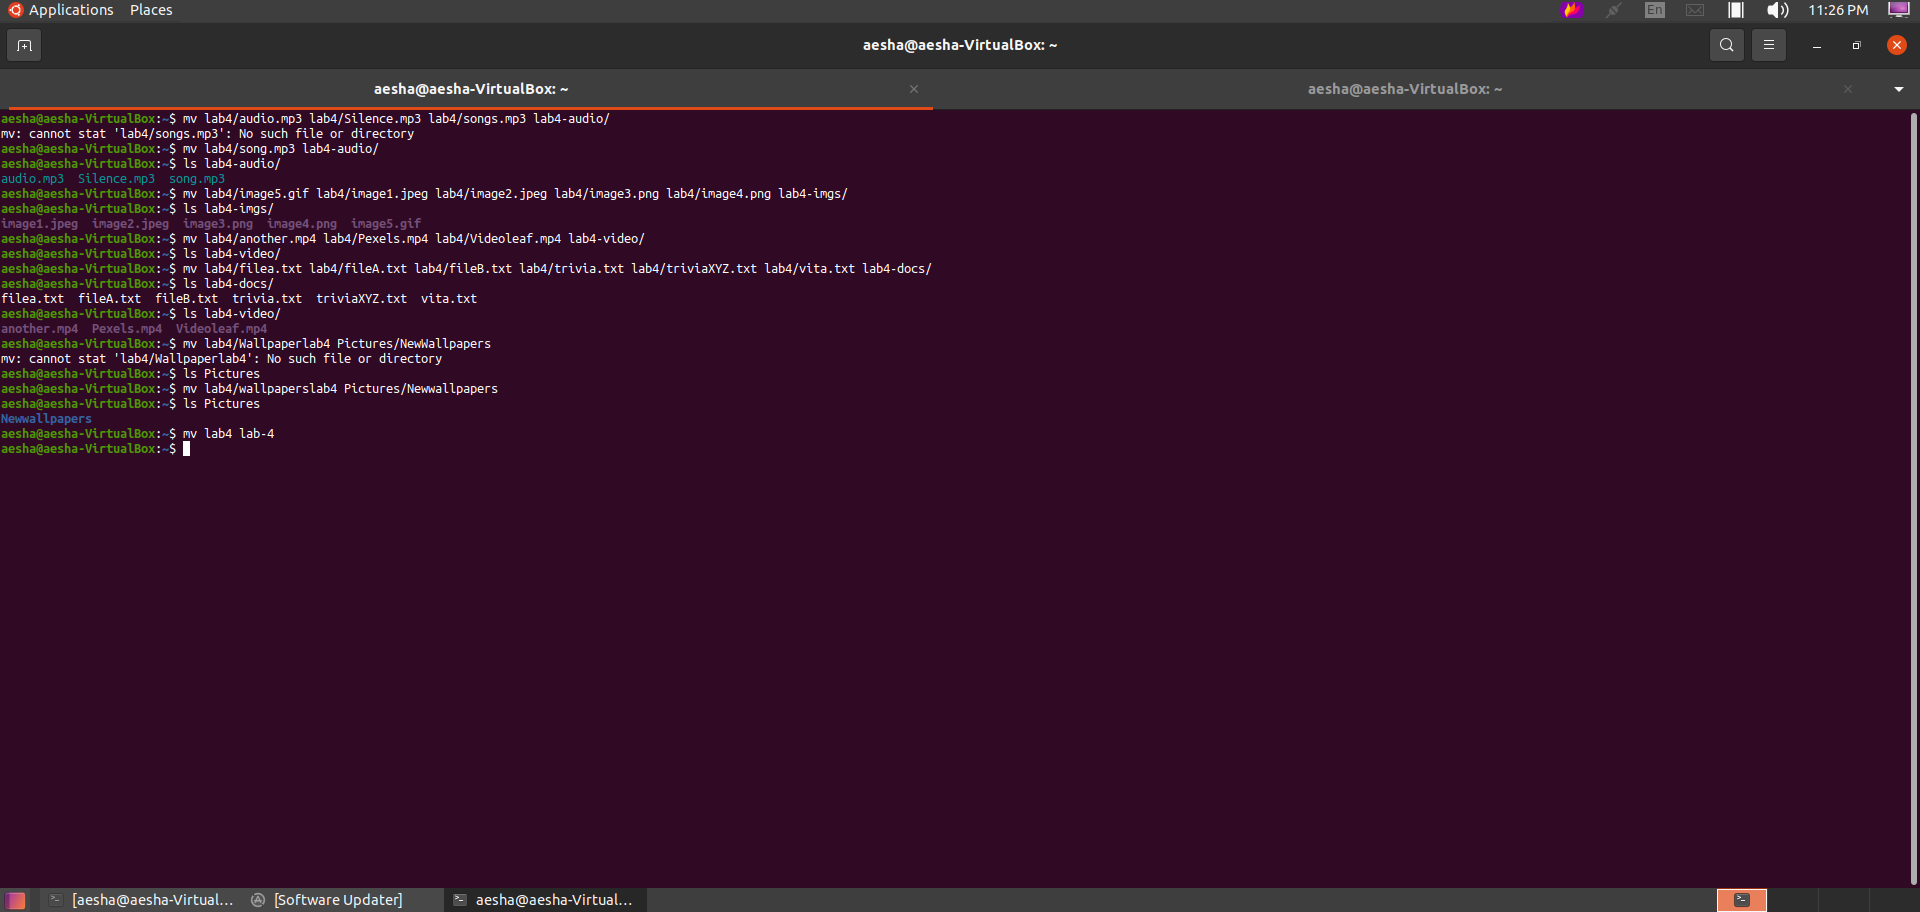 Applications Places En 11:26 PM
aesha@aesha-VirtualBox: ~
aesha@aesha-VirtualBox: ~ aesha@aesha-VirtualBox: ~
aesha@aesha-VirtualBox:~$ mv lab4/audio.mp3 lab4/Silence.mp3 lab4/songs.mp3 lab4-audio/
mv: cannot stat 'lab4/songs.mp3': No such file or directory
aesha@aesha-VirtualBox:~$ mv lab4/song.mp3 lab4-audio/
aesha@aesha-VirtualBox:~$ ls lab4-audio/
audio.mp3  Silence.mp3  song.mp3
aesha@aesha-VirtualBox:~$ mv lab4/image5.gif lab4/image1.jpeg lab4/image2.jpeg lab4/image3.png lab4/image4.png lab4-imgs/
aesha@aesha-VirtualBox:~$ ls lab4-imgs/
image1.jpeg  image2.jpeg  image3.png  image4.png  image5.gif
aesha@aesha-VirtualBox:~$ mv lab4/another.mp4 lab4/Pexels.mp4 lab4/Videoleaf.mp4 lab4-video/
aesha@aesha-VirtualBox:~$ ls lab4-video/
aesha@aesha-VirtualBox:~$ mv lab4/filea.txt lab4/fileA.txt lab4/fileB.txt lab4/trivia.txt lab4/triviaXYZ.txt lab4/vita.txt lab4-docs/
aesha@aesha-VirtualBox:~$ ls lab4-docs/
filea.txt  fileA.txt  fileB.txt  trivia.txt  triviaXYZ.txt  vita.txt
aesha@aesha-VirtualBox:~$ ls lab4-video/
another.mp4  Pexels.mp4  Videoleaf.mp4
aesha@aesha-VirtualBox:~$ mv lab4/Wallpaperlab4 Pictures/NewWallpapers
mv: cannot stat 'lab4/Wallpaperlab4': No such file or directory
aesha@aesha-VirtualBox:~$ ls Pictures
aesha@aesha-VirtualBox:~$ mv lab4/wallpaperslab4 Pictures/Newwallpapers
aesha@aesha-VirtualBox:~$ ls Pictures
Newwallpapers
aesha@aesha-VirtualBox:~$ mv lab4 lab-4
aesha@aesha-VirtualBox:~$
[aesha@aesha-Virtual... [Software Updater] aesha@aesha-Virtual...